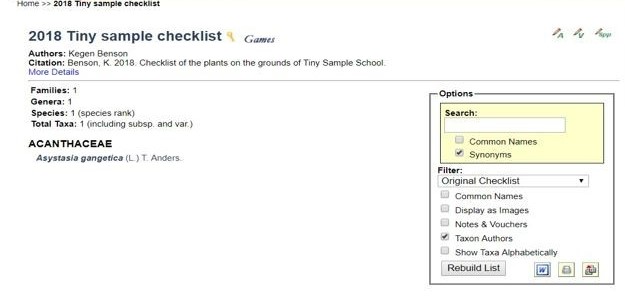 Home >> 2018 Tiny sample checklist
2018 Tiny sample checklist Games
A V spp
Authors: Kegen Benson
Citation: Benson, K. 2018. Checklist of the plants on the grounds of Tiny Sample School.
More Details
Families: 1
Genera: 1
Species: 1 (species rank)
Total Taxa: 1 (including subsp. and var.)
ACANTHACEAE
Asystasia gangetica (L.) T. Anders.
Options
Search:
Common Names
Synonyms
Filter:
Original Checklist
Common Names
Display as Images
Notes & Vouchers
Taxon Authors
Show Taxa Alphabetically
Rebuild List
W